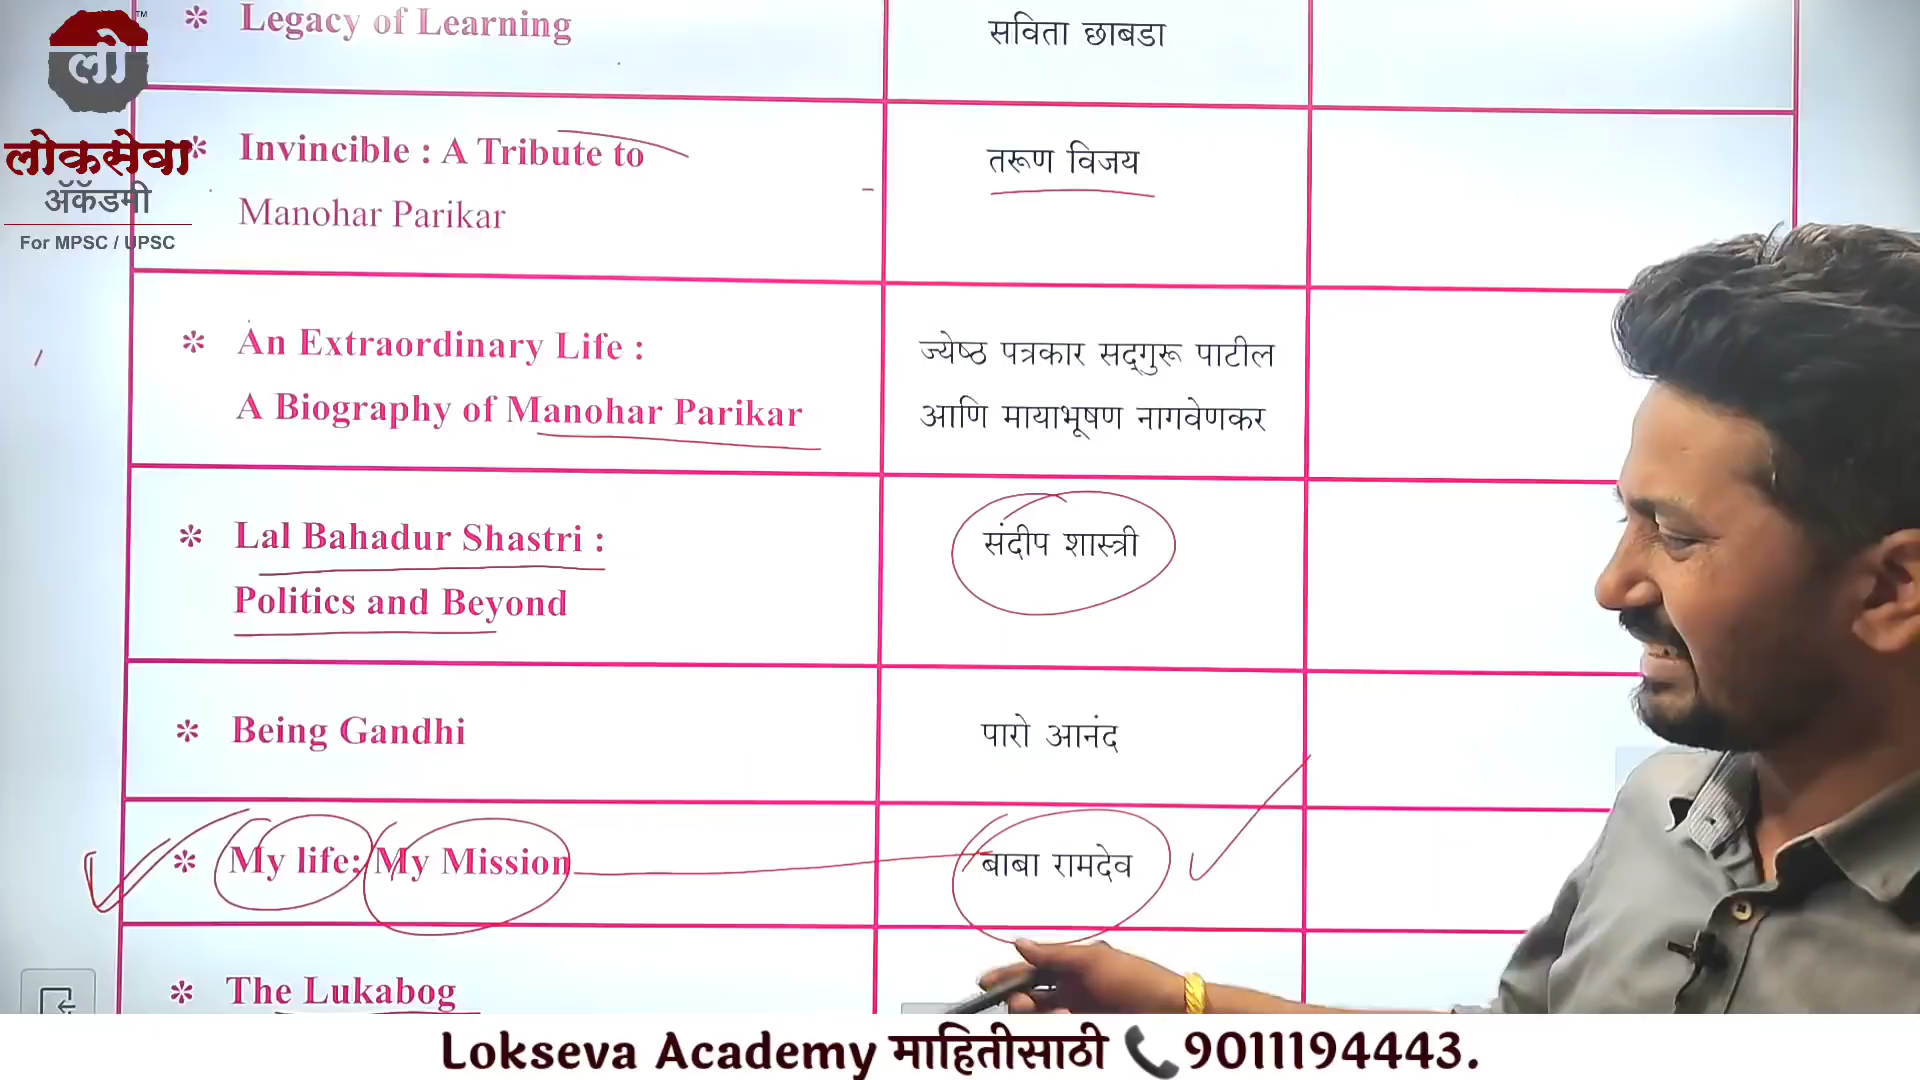 * Legacy of Learning
सविता छाबडा
लो
TM
लोकसेवा
ॲकॅडमी
For MPSC / UPSC
* Invincible : A Tribute to
Manohar Parikar
तरूण विजय
* An Extraordinary Life :
A Biography of Manohar Parikar
ज्येष्ठ पत्रकार सद्‌गुरू पाटील
आणि मायाभूषण नागवेणकर
* Lal Bahadur Shastri :
Politics and Beyond
संदीप शास्त्री
* Being Gandhi
पारो आनंद
* My life; My Mission
बाबा रामदेव
* The Lukabog
Lokseva Academy माहितीसाठी 📞9011194443.